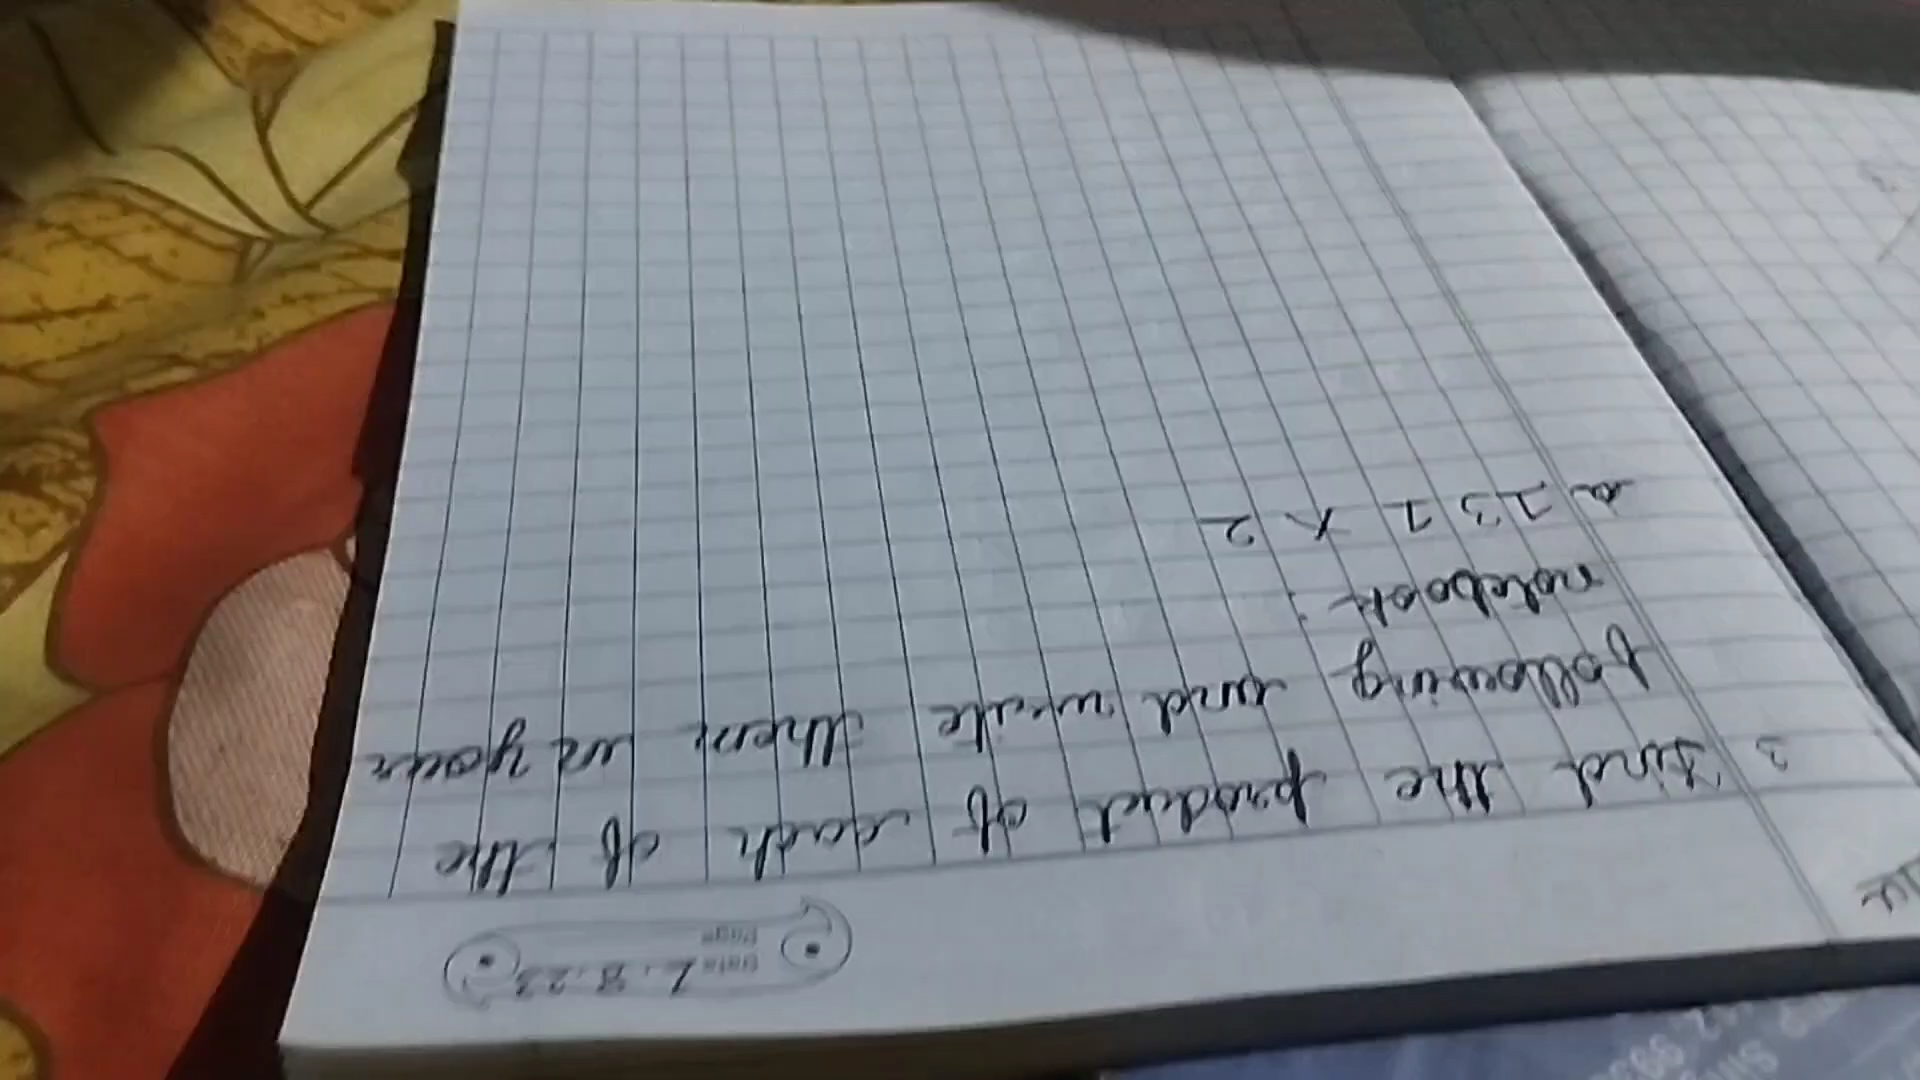 Date 2.8.23
Page
3 Find the product of each of the
following and write them in your
notebook.
a 131 x 2